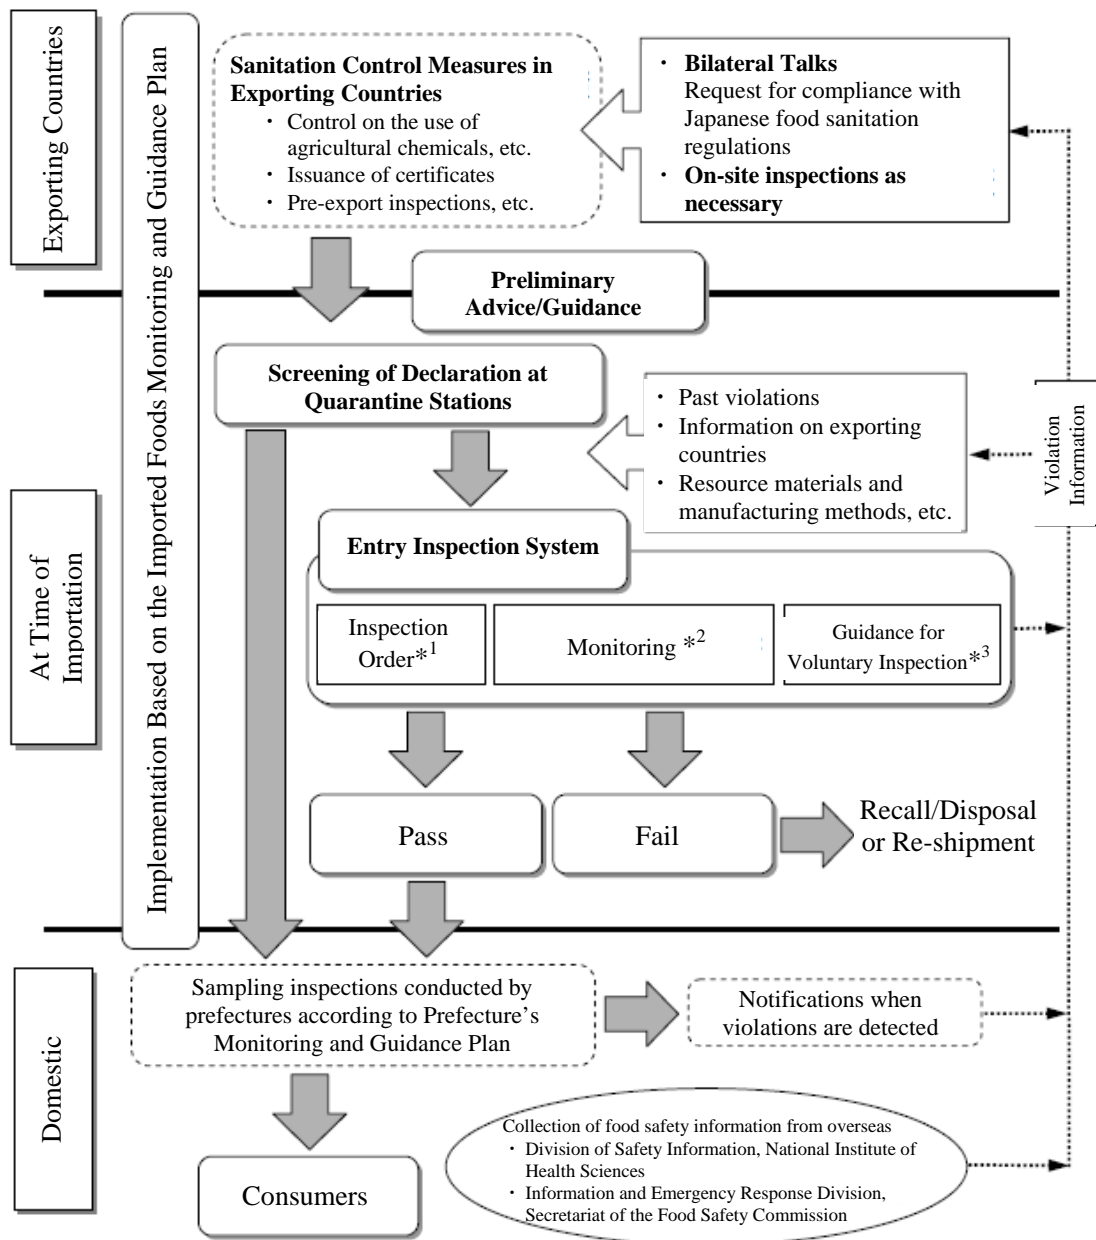 Exporting Countries
Implementation Based on the Imported Foods Monitoring and Guidance Plan
Sanitation Control Measures in
Exporting Countries
・ Control on the use of
agricultural chemicals, etc.
・ Issuance of certificates
・ Pre-export inspections, etc.
・ Bilateral Talks
Request for compliance with
Japanese food sanitation
regulations
・ On-site inspections as
necessary
Preliminary
Advice/Guidance
At Time of
Importation
Screening of Declaration at
Quarantine Stations
・ Past violations
・ Information on exporting
countries
・ Resource materials and
manufacturing methods, etc.
Violation
Information
Entry Inspection System
Inspection
Order*1
Monitoring *2
Guidance for
Voluntary Inspection*3
Pass
Fail
Recall/Disposal
or Re-shipment
Domestic
Sampling inspections conducted by
prefectures according to Prefecture's
Monitoring and Guidance Plan
Notifications when
violations are detected
Consumers
Collection of food safety information from overseas
・ Division of Safety Information, National Institute of
Health Sciences
・ Information and Emergency Response Division,
Secretariat of the Food Safety Commission